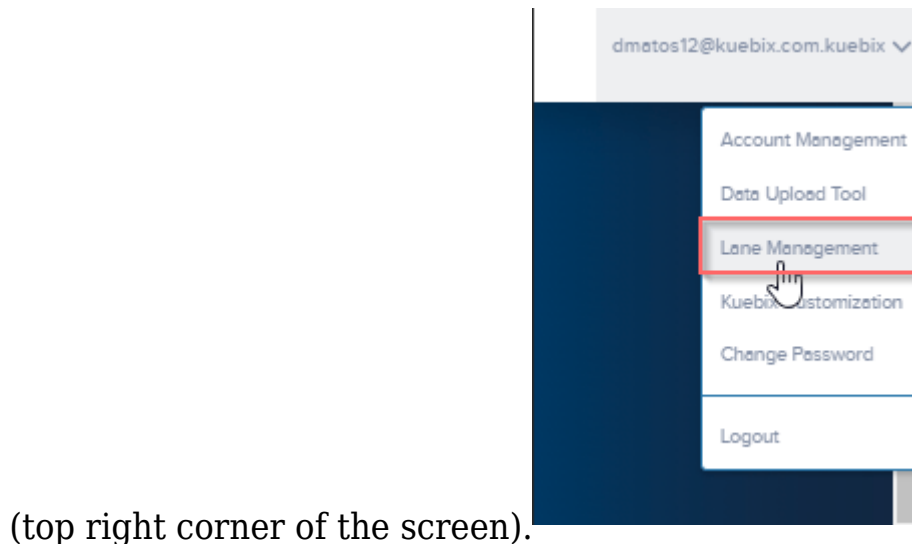 dmatos12@kuebix.com.kuebix
Account Management
Data Upload Tool
Lane Management
Kuebix Customization
Change Password
Logout
(top right corner of the screen).